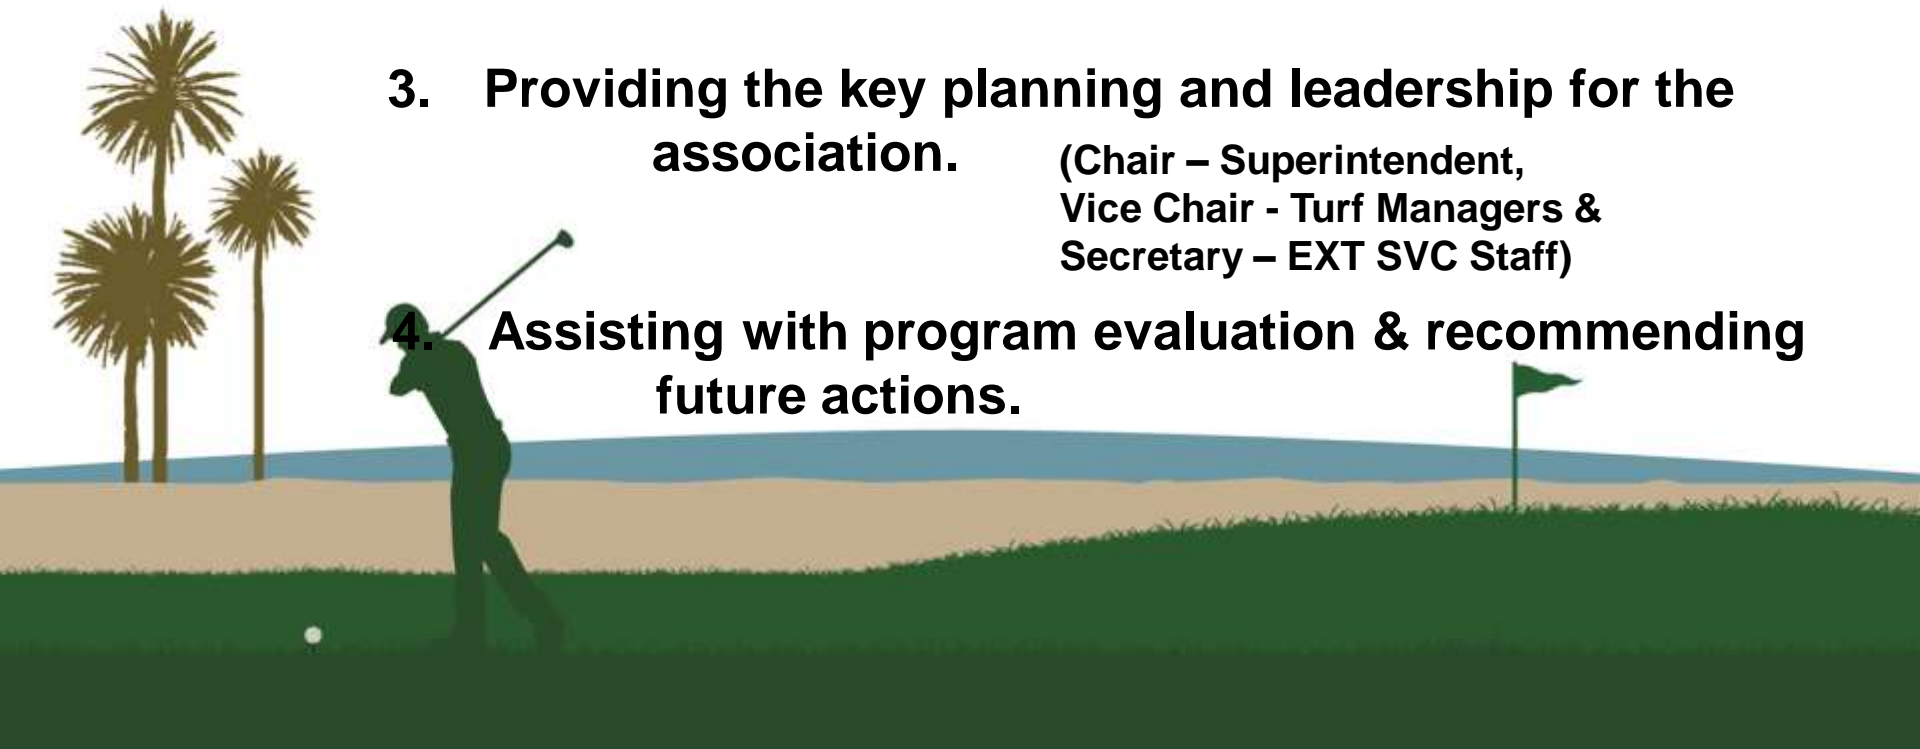 3. Providing the key planning and leadership for the
association.
(Chair – Superintendent,
Vice Chair - Turf Managers &
Secretary – EXT SVC Staff)
4. Assisting with program evaluation & recommending
future actions.